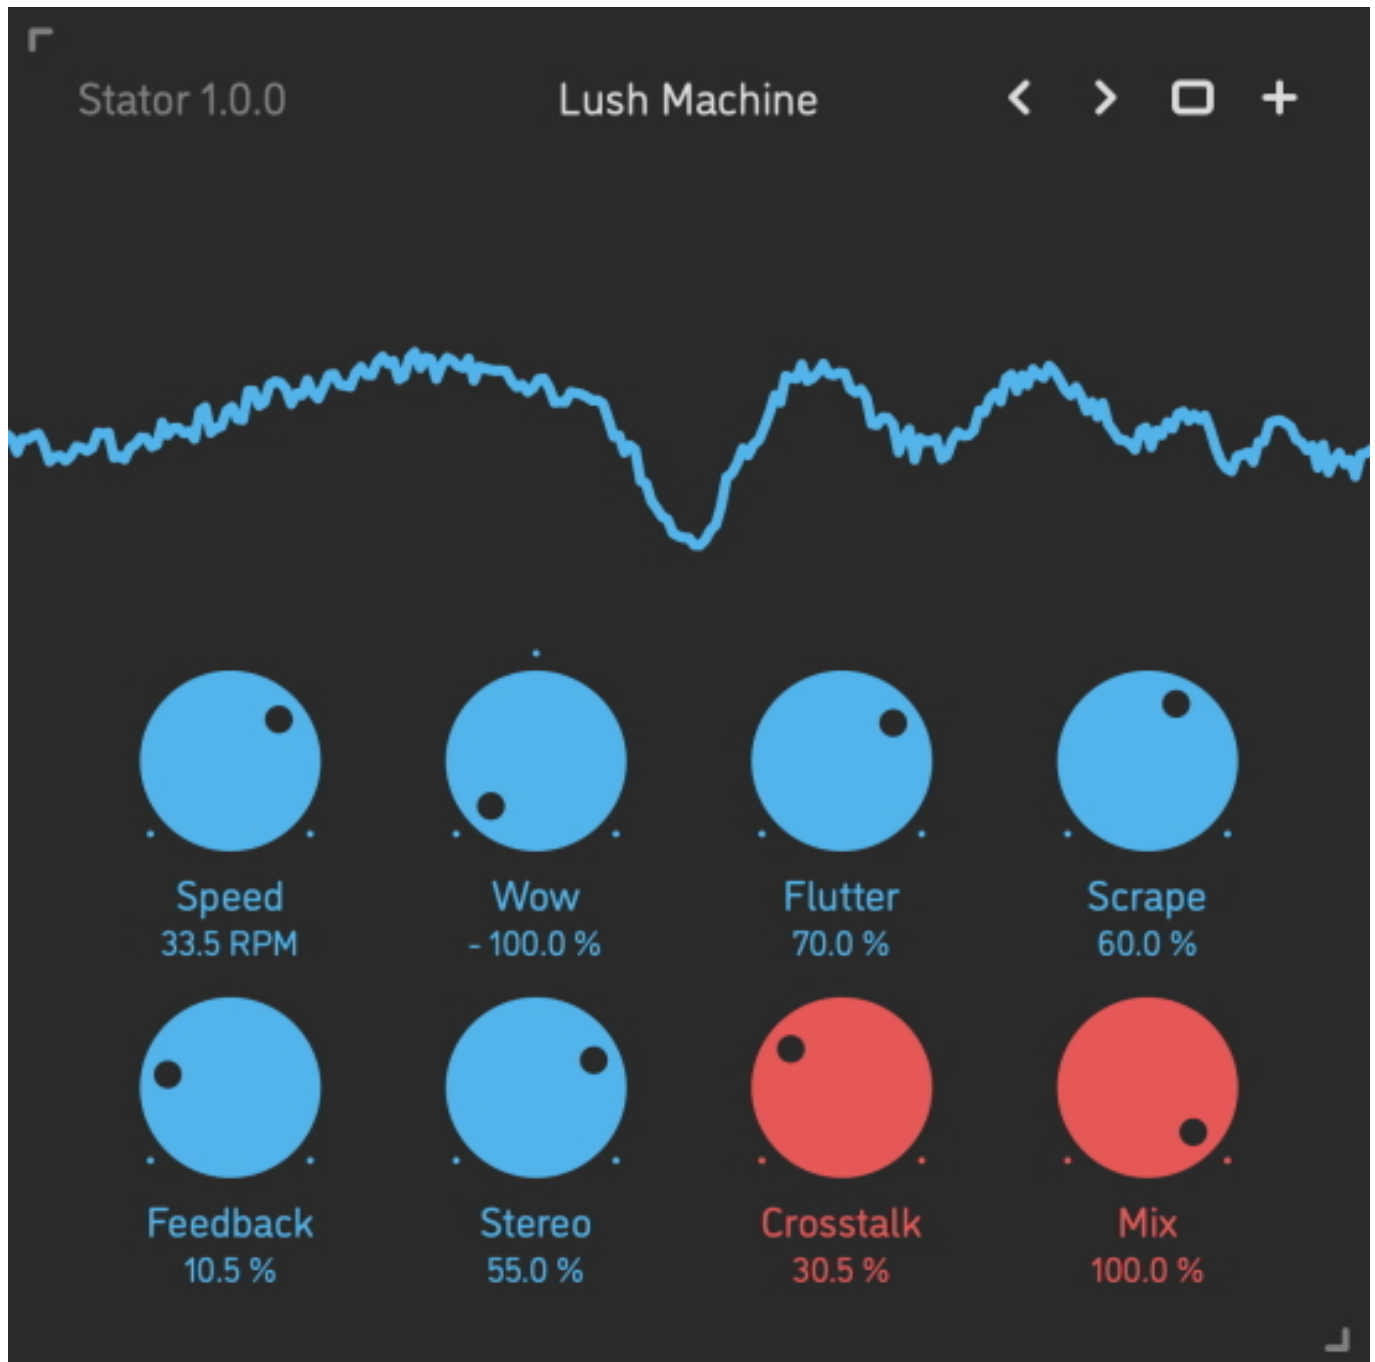 Stator 1.0.0 Lush Machine
Speed Wow Flutter Scrape
33.5 RPM - 100.0 % 70.0 % 60.0 %
Feedback Stereo Crosstalk Mix
10.5 % 55.0 % 30.5 % 100.0 %